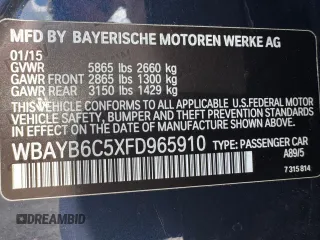 MFD BY BAYERISCHE MOTOREN WERKE AG
01/15
GVWR 5865 lbs 2660 kg
GAWR FRONT 2865 lbs 1300 kg
GAWR REAR 3150 lbs 1429 kg
THIS VEHICLE CONFORMS TO ALL APPLICABLE U.S.FEDERAL MOTOR
VEHICLE SAFETY, BUMPER, AND THEFT PREVENTION STANDARDS IN
EFFECT ON THE DATE OF MANUFACTURE SHOWN ABOVE.
WBAYB6C5XFD965910 TYPE: PASSENGER CAR
A89/5
7 315 814
DREAMBID